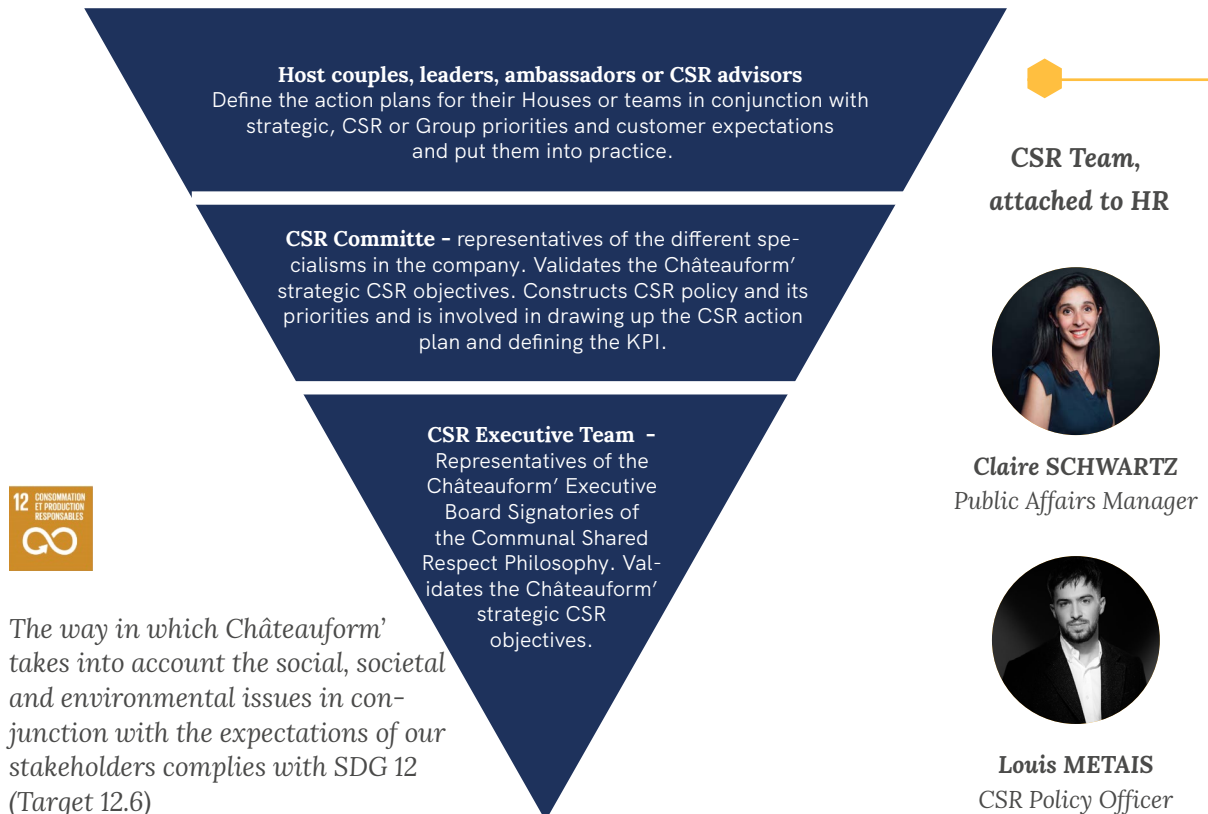 Host couples, leaders, ambassadors or CSR advisors
Define the action plans for their Houses or teams in conjunction with
strategic, CSR or Group priorities and customer expectations
and put them into practice.
CSR Committe - representatives of the different spe-
cialisms in the company. Validates the Châteauform’
strategic CSR objectives. Constructs CSR policy and its
priorities and is involved in drawing up the CSR action
plan and defining the KPI.
CSR Executive Team -
Representatives of the
Châteauform’ Executive
Board Signatories of
the Communal Shared
Respect Philosophy. Val-
idates the Châteauform’
strategic CSR
objectives.
12 CONSOMMATION
ET PRODUCTION
RESPONSABLES
The way in which Châteauform’
takes into account the social, societal
and environmental issues in con-
junction with the expectations of our
stakeholders complies with SDG 12
(Target 12.6)
CSR Team,
attached to HR
Claire SCHWARTZ
Public Affairs Manager
Louis METAIS
CSR Policy Officer